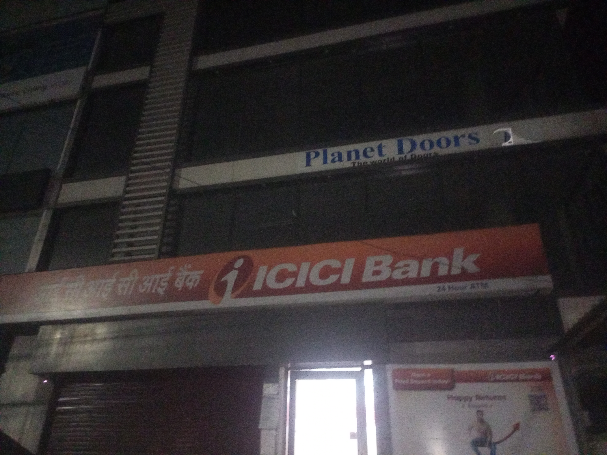 Planet Doors
The world of Doors
आई सी आई सी आई बैंक
ICICI Bank
24 Hour ATM
ICICI Bank
Happy Returns